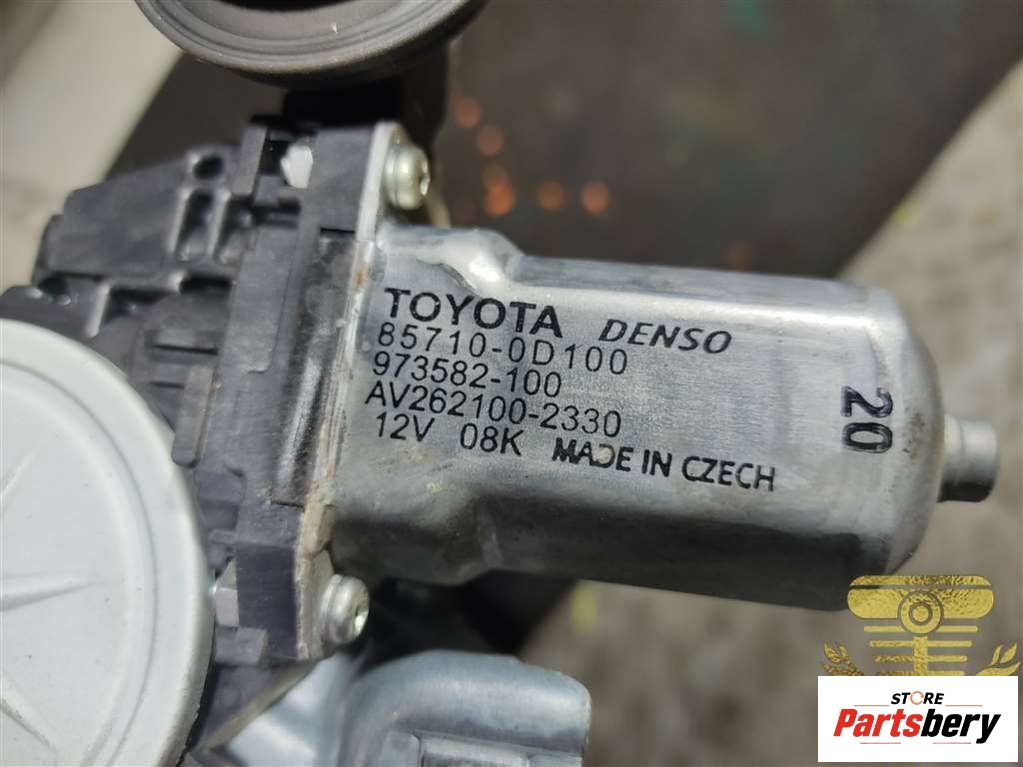 TOYOTA DENSO
85710-0D100
973582-100
AV262100-2330
12V 08K MADE IN CZECH
20
STORE
Partsbery